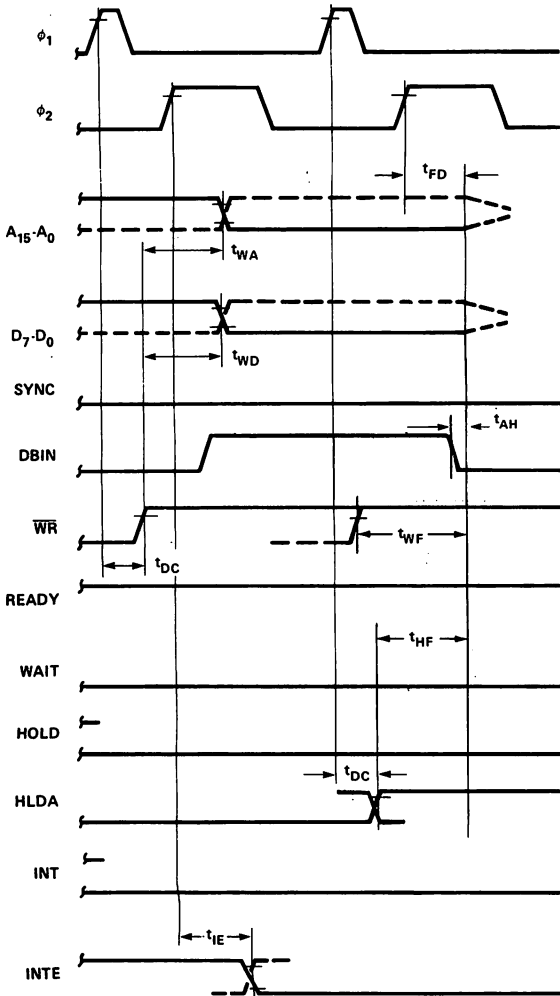 ϕ1
ϕ2
tFD
A15-A0
tWA
D7-D0
tWD
SYNC
tAH
DBIN
WR
tWF
tDC
READY
tHF
WAIT
HOLD
tDC
HLDA
INT
tIE
INTE